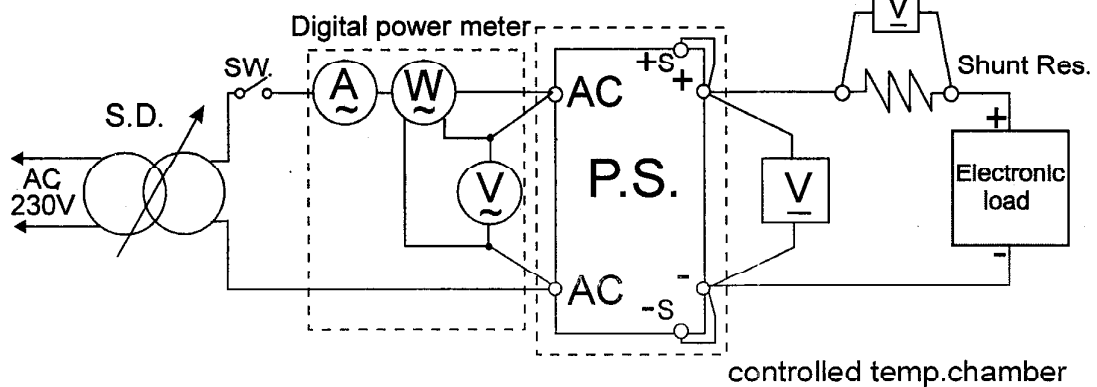 Digital power meter
V
SW.
A
~
W
~
+S
+
AC
Shunt Res.
S.D.
+
AC
230V
V
~
P.S.
V
Electronic
load
-
-
AC
-S
controlled temp.chamber